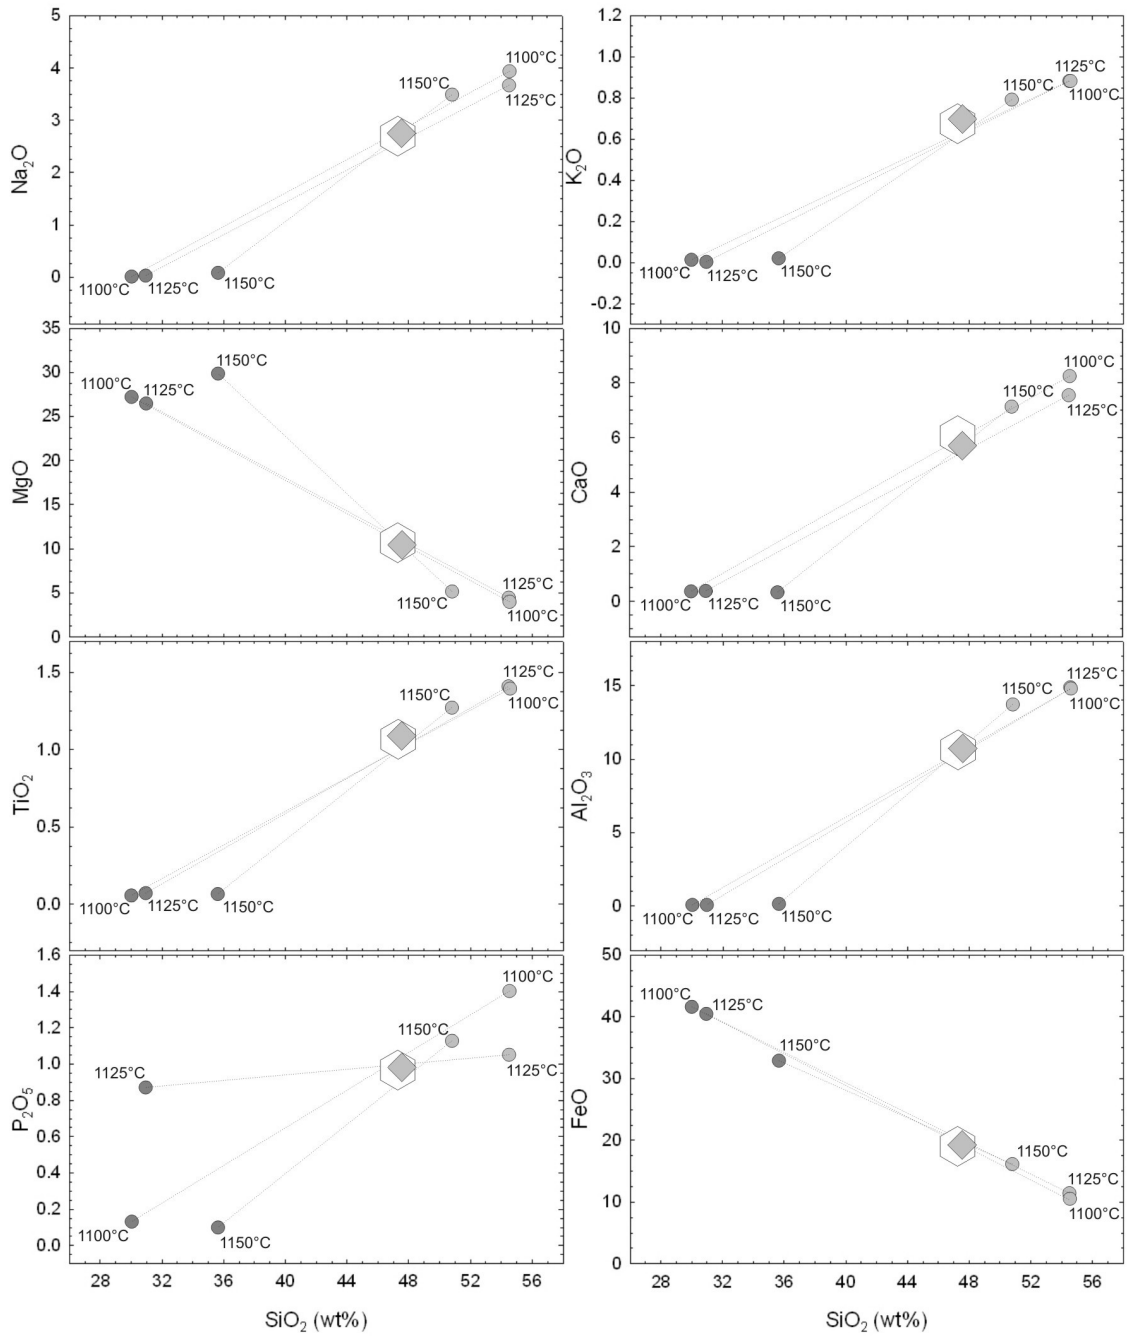 5
4
3
2
1
0
Na₂O
1150°C
1100°C
1125°C
1100°C
1125°C
1150°C
1.2
1.0
0.8
0.6
0.4
0.2
0.0
-0.2
K₂O
1125°C
1150°C
1100°C
1100°C
1125°C
1150°C
35
30
25
20
15
10
5
0
MgO
1150°C
1100°C
1125°C
1125°C
1150°C
1100°C
10
8
6
4
2
0
CaO
1100°C
1150°C
1125°C
1100°C
1125°C
1150°C
1.5
1.0
0.5
0.0
TiO₂
1125°C
1150°C
1100°C
1100°C
1125°C
1150°C
15
10
5
0
Al₂O₃
1125°C
1150°C
1100°C
1100°C
1125°C
1150°C
1.6
1.4
1.2
1.0
0.8
0.6
0.4
0.2
0.0
P₂O₅
1100°C
1150°C
1125°C
1125°C
1100°C
1150°C
28 32 36 40 44 48 52 56
SiO₂ (wt%)
50
40
30
20
10
0
FeO
1100°C
1125°C
1150°C
1150°C
1125°C
1100°C
28 32 36 40 44 48 52 56
SiO₂ (wt%)